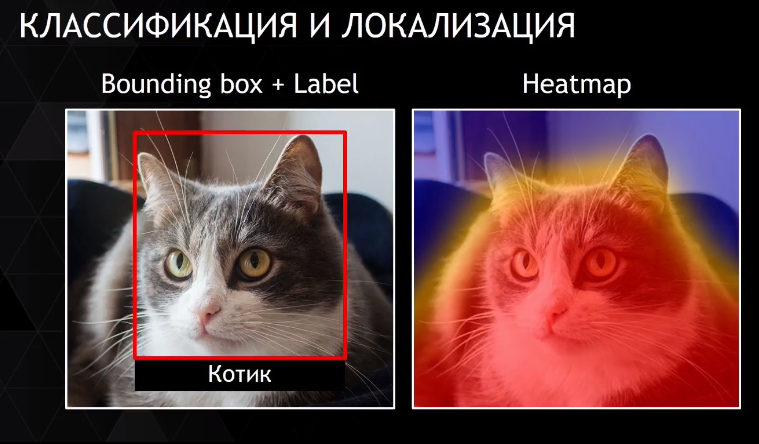 КЛАССИФИКАЦИЯ И ЛОКАЛИЗАЦИЯ
Bounding box + Label
Heatmap
Котик